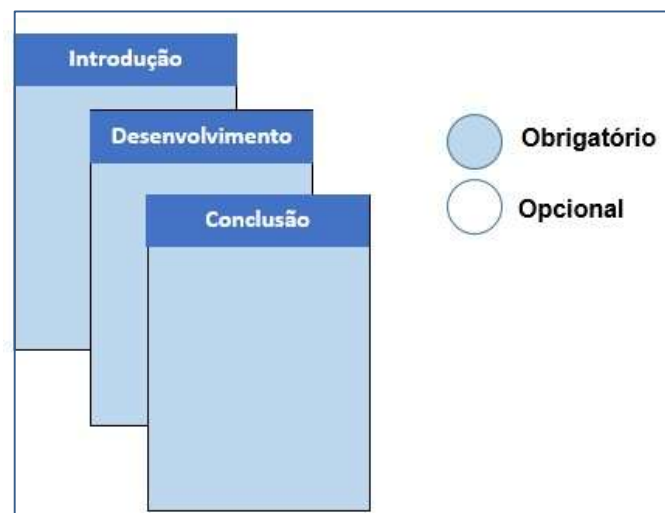 Introdução
Desenvolvimento
Conclusão
Obrigatório
Opcional